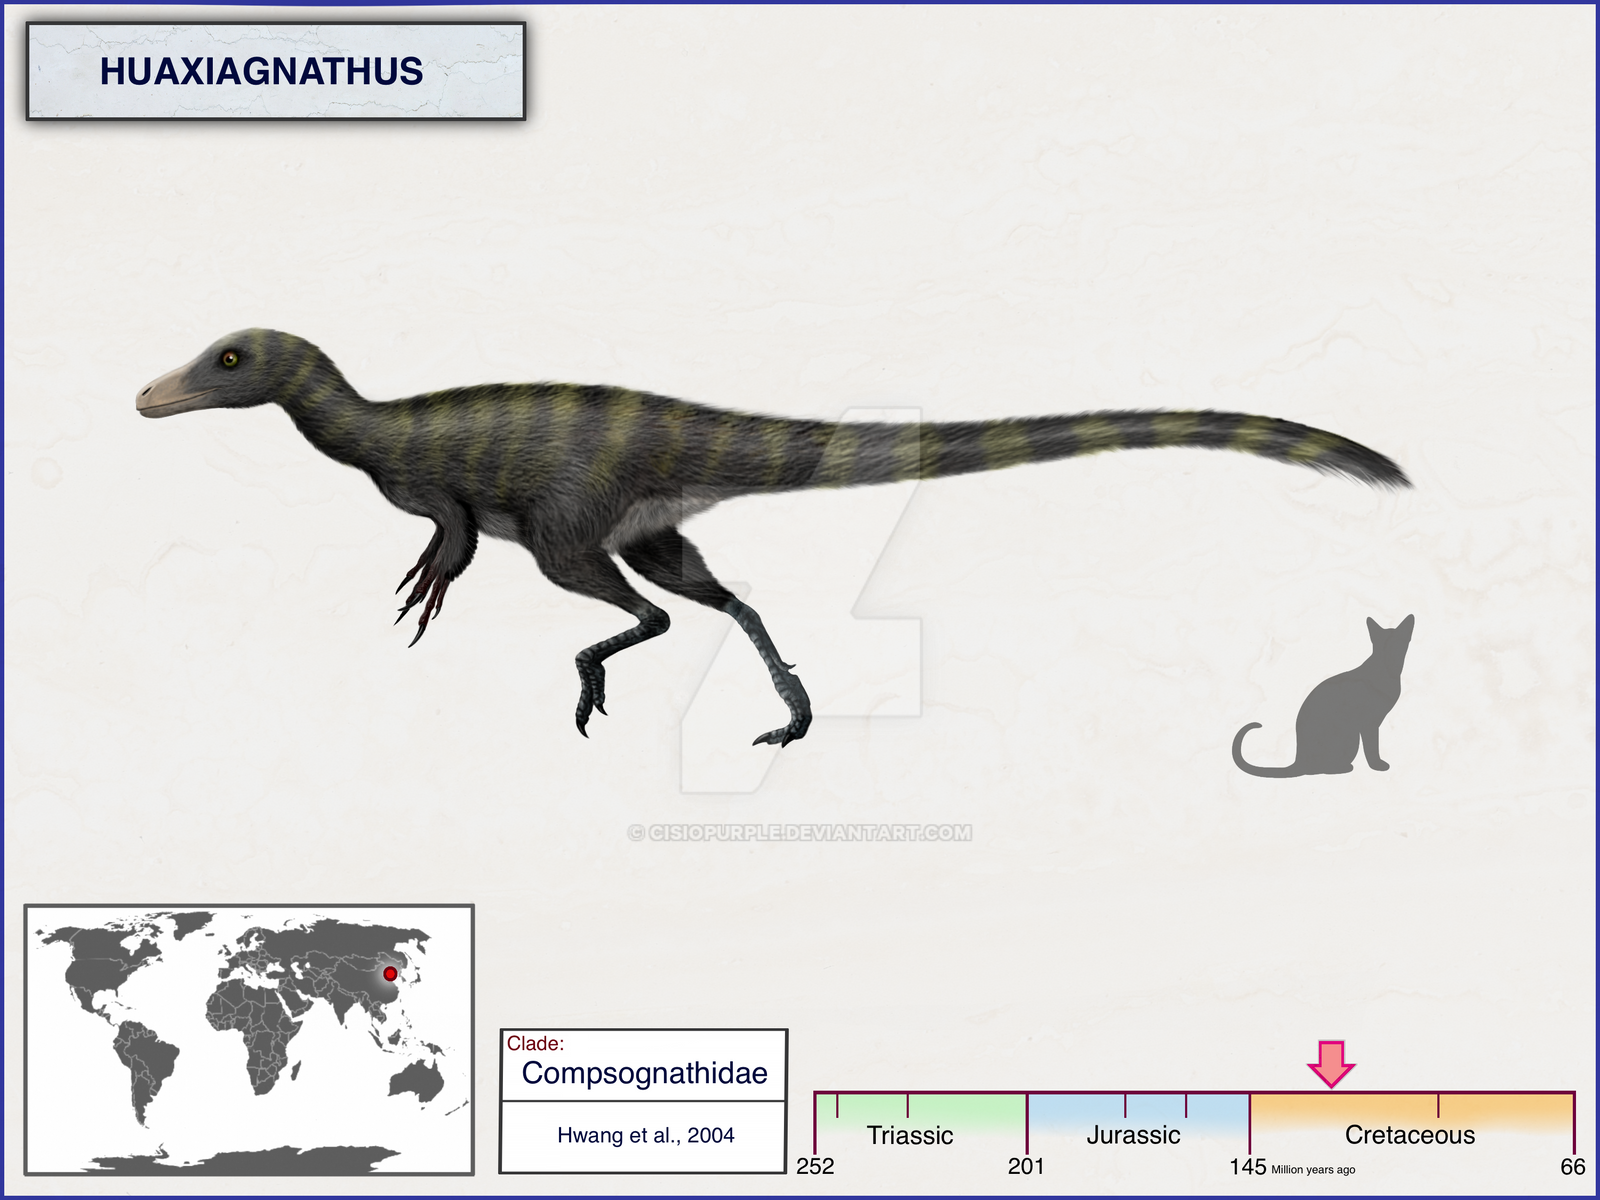 HUAXIAGNATHUS
© CISIOPURPLE.DEVIANTART.COM
Clade:
Compsognathidae
Hwang et al., 2004
Triassic
Jurassic
Cretaceous
252
201
145 Million years ago
66